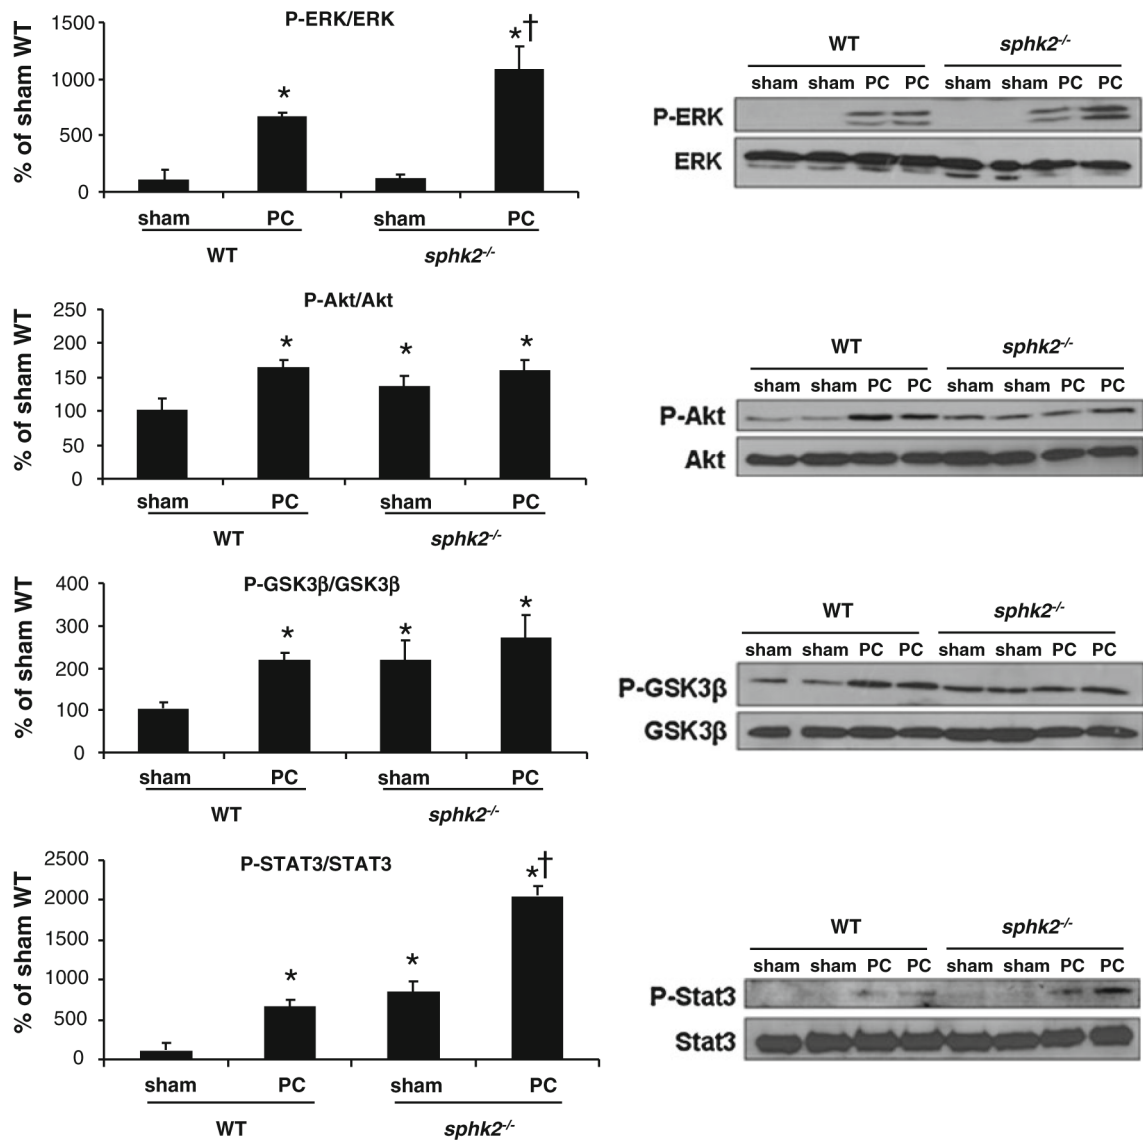 P-ERK/ERK
% of sham WT
1500
1000
500
0
*
*†
sham PC sham PC
WT sphk2-/-
WT sphk2-/-
sham sham PC PC sham sham PC PC
P-ERK
ERK
P-Akt/Akt
% of sham WT
250
200
150
100
50
0
* * *
sham PC sham PC
WT sphk2-/-
WT sphk2-/-
sham sham PC PC sham sham PC PC
P-Akt
Akt
P-GSK3β/GSK3β
% of sham WT
400
300
200
100
0
* * *
sham PC sham PC
WT sphk2-/-
WT sphk2-/-
sham sham PC PC sham sham PC PC
P-GSK3β
GSK3β
P-STAT3/STAT3
% of sham WT
2500
2000
1500
1000
500
0
* * *†
sham PC sham PC
WT sphk2-/-
WT sphk2-/-
sham sham PC PC sham sham PC PC
P-Stat3
Stat3